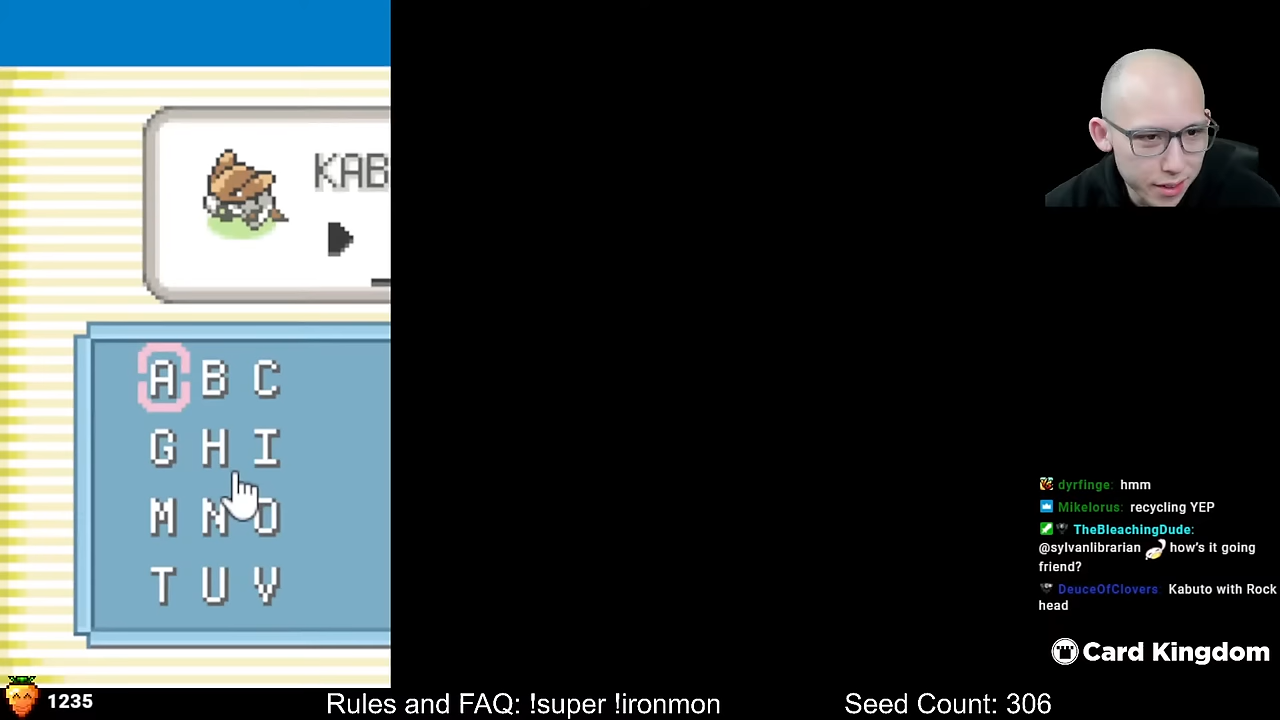 KAB
A B C
G H I
M N O
T U V
dyrfinge: hmm
Mikelorus: recycling YEP
TheBleachingDude:
@sylvanlibrarian how's it going
friend?
DeuceOfClovers Kabuto with Rock
head
Card Kingdom
1235
Rules and FAQ: !super !ironmon
Seed Count: 306